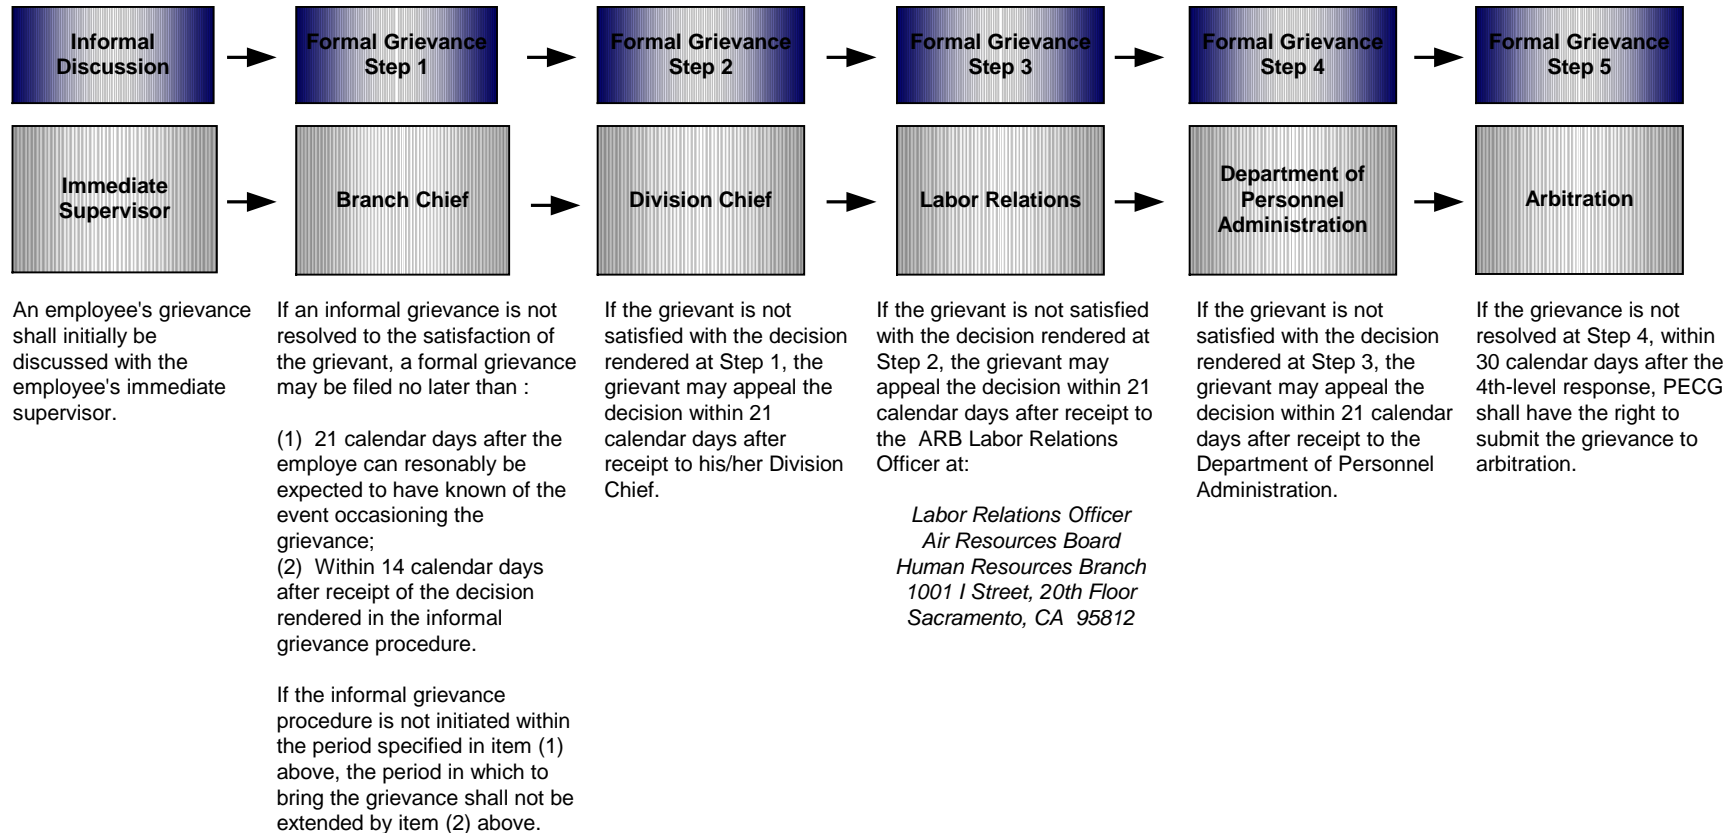 Informal
Discussion
Formal Grievance
Step 1
Formal Grievance
Step 2
Formal Grievance
Step 3
Formal Grievance
Step 4
Formal Grievance
Step 5
Immediate
Supervisor
Branch Chief
Division Chief
Labor Relations
Department of
Personnel
Administration
Arbitration
An employee's grievance
shall initially be
discussed with the
employee's immediate
supervisor.
If an informal grievance is not
resolved to the satisfaction of
the grievant, a formal grievance
may be filed no later than :
(1)  21 calendar days after the
employe can resonably be
expected to have known of the
event occasioning the
grievance;
(2)  Within 14 calendar days
after receipt of the decision
rendered in the informal
grievance procedure.
If the informal grievance
procedure is not initiated within
the period specified in item (1)
above, the period in which to
bring the grievance shall not be
extended by item (2) above.
If the grievant is not
satisfied with the decision
rendered at Step 1, the
grievant may appeal the
decision within 21
calendar days after
receipt to his/her Division
Chief.
If the grievant is not satisfied
with the decision rendered at
Step 2, the grievant may
appeal the decision within 21
calendar days after receipt to
the  ARB Labor Relations
Officer at:
Labor Relations Officer
Air Resources Board
Human Resources Branch
1001 I Street, 20th Floor
Sacramento, CA  95812
If the grievant is not
satisfied with the decision
rendered at Step 3, the
grievant may appeal the
decision within 21 calendar
days after receipt to the
Department of Personnel
Administration.
If the grievance is not
resolved at Step 4, within
30 calendar days after the
4th-level response, PECG
shall have the right to
submit the grievance to
arbitration.